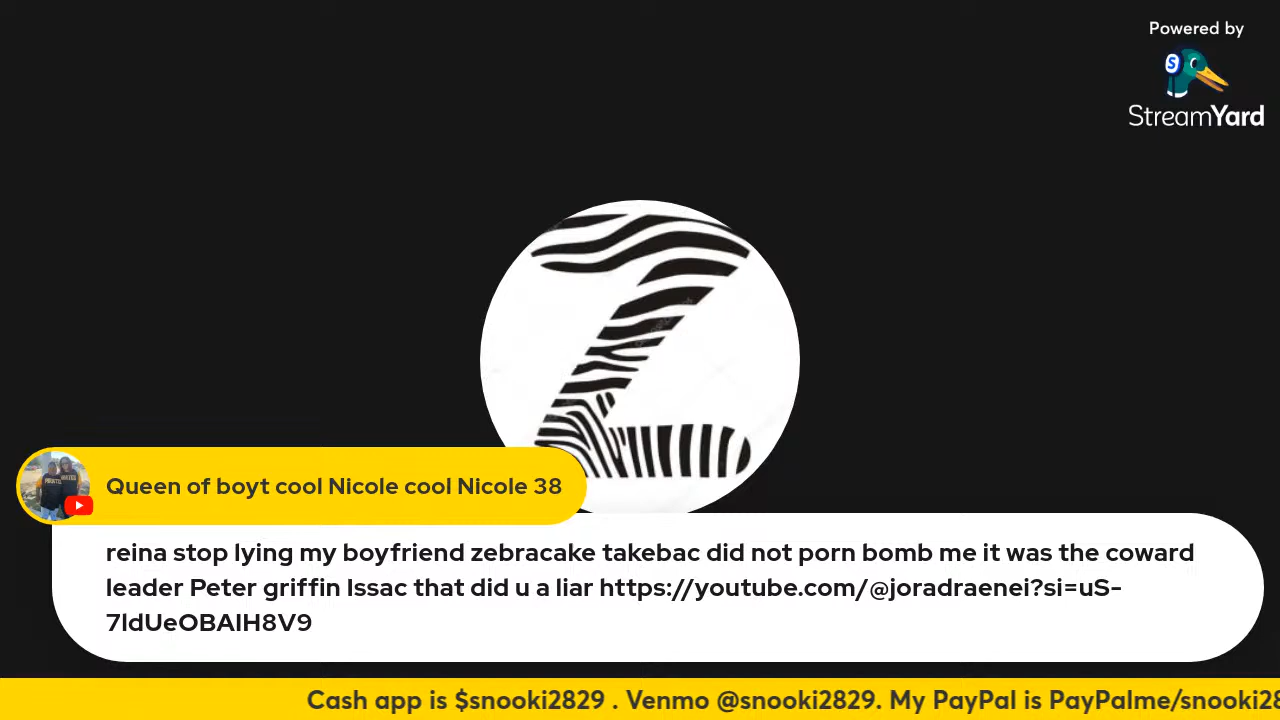 Powered by
S
StreamYard
Z
Queen of boyt cool Nicole cool Nicole 38
reina stop lying my boyfriend zebracake takebac did not porn bomb me it was the coward
leader Peter griffin Issac that did u a liar https://youtube.com/@joradraenei?si=uS-
7ldUeOBAIH8V9
Cash app is $snooki2829 . Venmo @snooki2829. My PayPal is PayPalme/snooki28